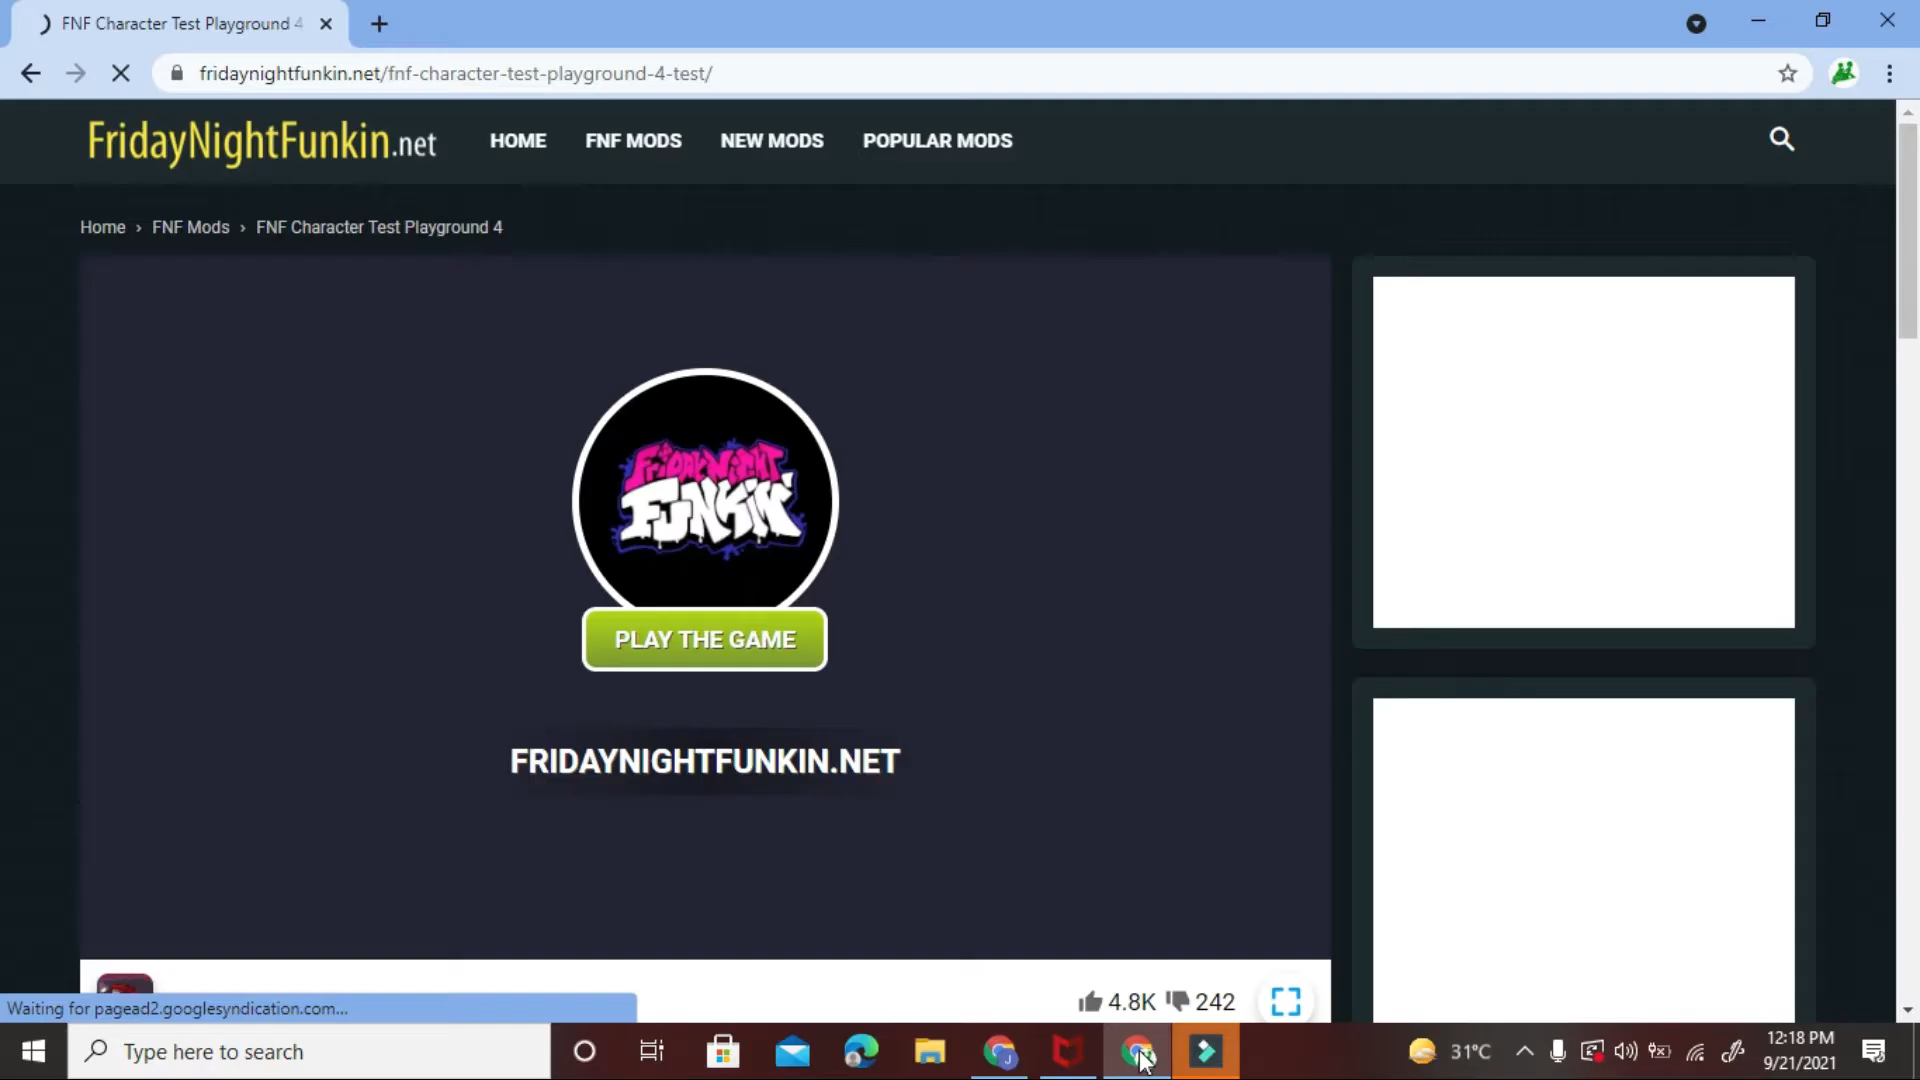 FNF Character Test Playground 4
fridaynightfunkin.net/fnf-character-test-playground-4-test/
FridayNightFunkin.net
HOME
FNF MODS
NEW MODS
POPULAR MODS
Home › FNF Mods › FNF Character Test Playground 4
FRIDAY NIGHT
FUNKIN'
PLAY THE GAME
FRIDAYNIGHTFUNKIN.NET
4.8K
242
Waiting for pagead2.googlesyndication.com...
Type here to search
J
31°C
12:18 PM
9/21/2021